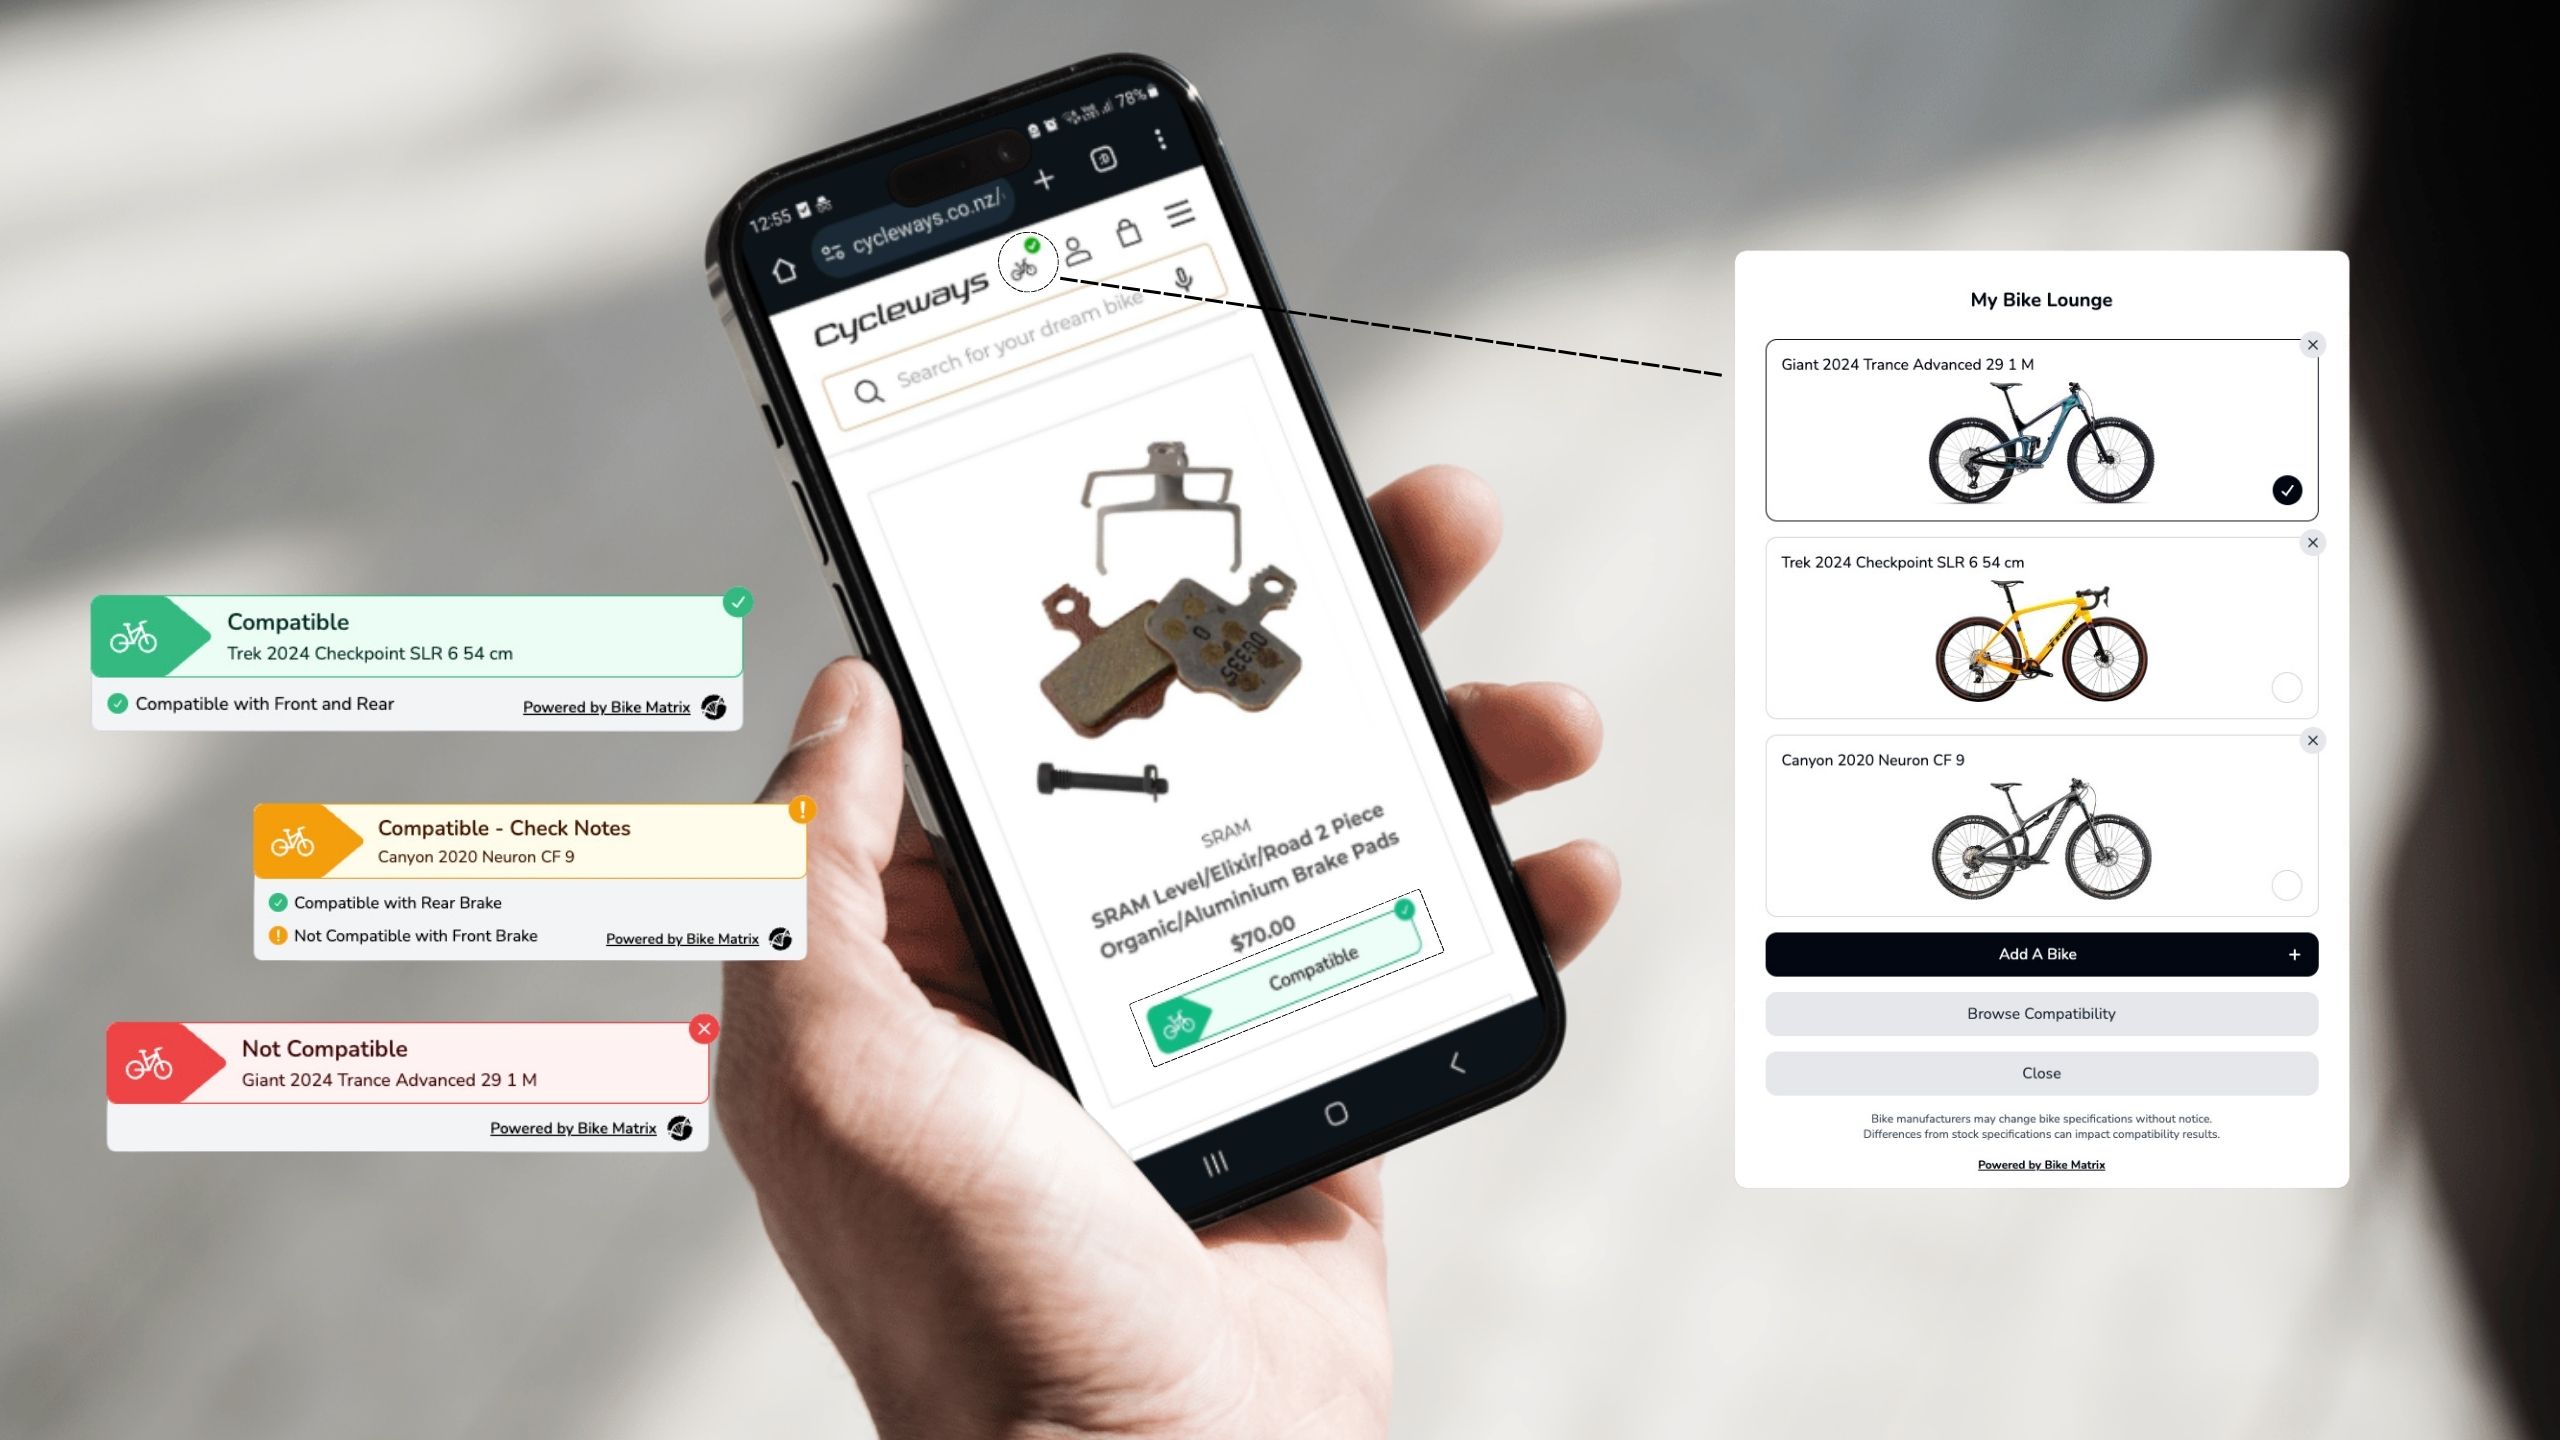 12:55
78%
cycleways.co.nz/
Cycleways
Search for your dream bike
00335
0
SRAM
SRAM Level/Elixir/Road 2 Piece
Organic/Aluminium Brake Pads
$70.00
Compatible
Compatible
Trek 2024 Checkpoint SLR 6 54 cm
Compatible with Front and Rear
Powered by Bike Matrix
Compatible - Check Notes
Canyon 2020 Neuron CF 9
Compatible with Rear Brake
Not Compatible with Front Brake
Powered by Bike Matrix
Not Compatible
Giant 2024 Trance Advanced 29 1 M
Powered by Bike Matrix
My Bike Lounge
Giant 2024 Trance Advanced 29 1 M
Trek 2024 Checkpoint SLR 6 54 cm
TREK
Canyon 2020 Neuron CF 9
CANYON
Add A Bike +
Browse Compatibility
Close
Bike manufacturers may change bike specifications without notice.
Differences from stock specifications can impact compatibility results.
Powered by Bike Matrix